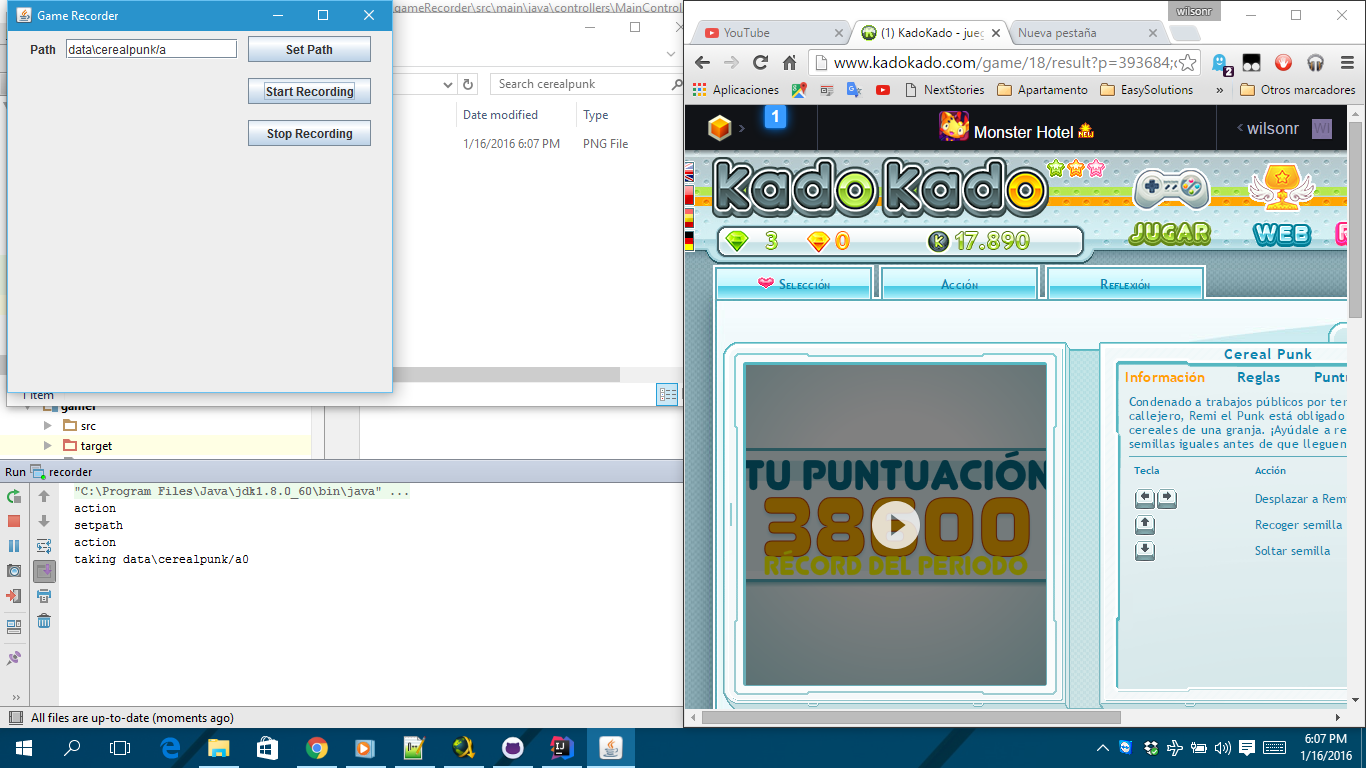 Game Recorder
Path data\cerealpunk/a Set Path
Start Recording
Stop Recording
gameRecorder\src\main\java\controllers\MainControl
Search cerealpunk
Date modified Type
1/16/2016 6:07 PM PNG File
1 item
gamer
src
target
Run recorder
"C:\Program Files\Java\jdk1.8.0_60\bin\java" ...
action
setpath
action
taking data\cerealpunk/a0
All files are up-to-date (moments ago)
wilsonr
YouTube (1) KadoKado - jueg Nueva pestaña
www.kadokado.com/game/18/result?p=393684;
2
Aplicaciones NextStories Apartamento EasySolutions » Otros marcadores
1 Monster Hotel NEW wilsonr WI
kadokado
3 0 K 17.890 JUGAR WEB
Selección Acción Reflexión
TU PUNTUACIÓN
RÉCORD DEL PERIODO
Cereal Punk
Información Reglas Puntu
Condenado a trabajos públicos por ter
callejero, Remi el Punk está obligado
cereales de una granja. ¡Ayúdale a re
semillas iguales antes de que lleguen
Tecla Acción
Desplazar a Rem
Recoger semilla
Soltar semilla
6:07 PM
1/16/2016